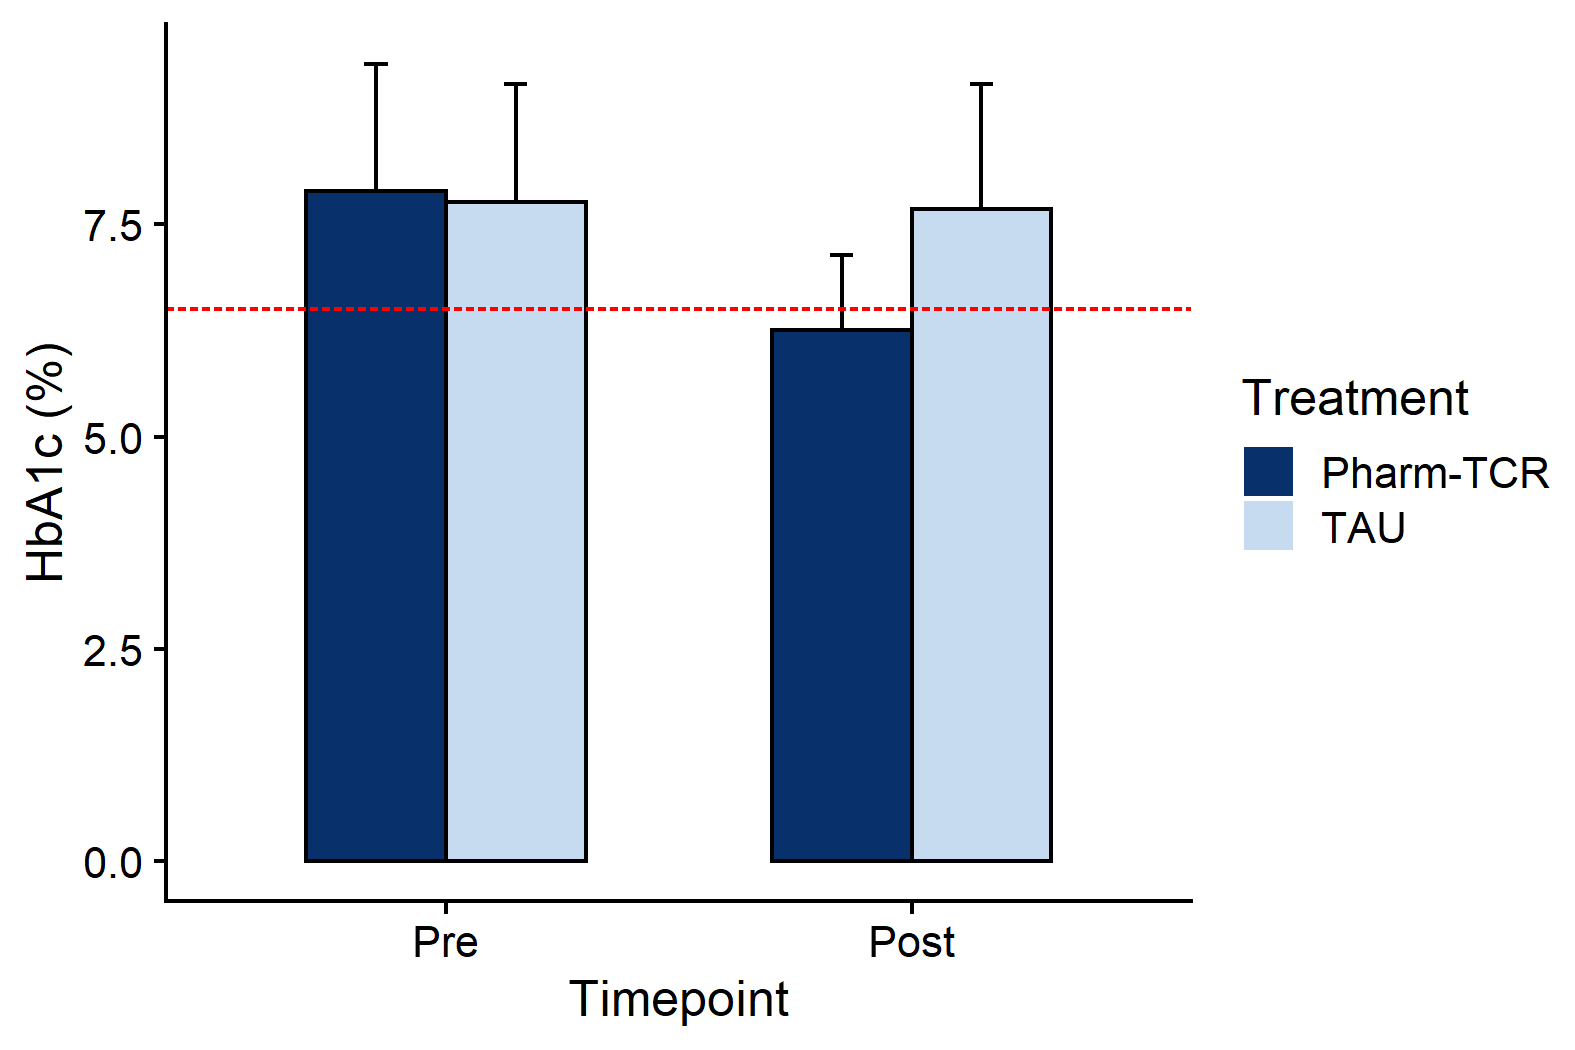 HbA1c (%)
7.5
5.0
2.5
0.0
Pre
Post
Timepoint
Treatment
Pharm-TCR
TAU